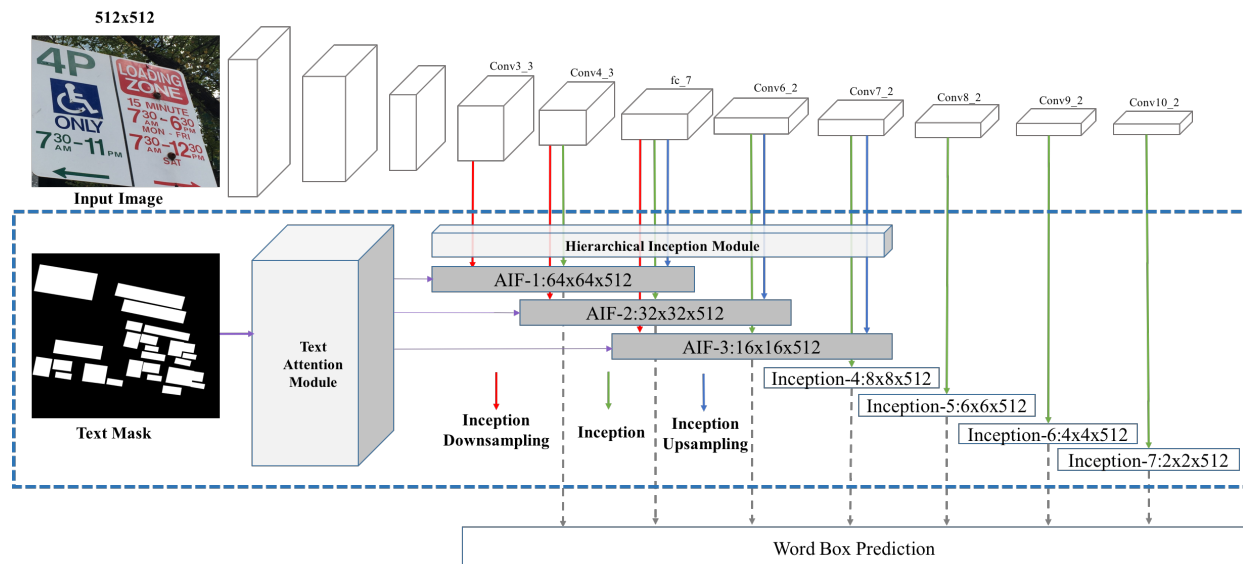 512x512
4P
ONLY
7 30 AM - 11 PM
LOADING
ZONE
15 MINUTE
7 30 AM - 6 30 PM
MON - FRI
7 30 AM - 12 30 PM
SAT
Input Image
Conv3_3
Conv4_3
fc_7
Conv6_2
Conv7_2
Conv8_2
Conv9_2
Conv10_2
Hierarchical Inception Module
AIF-1:64x64x512
AIF-2:32x32x512
AIF-3:16x16x512
Inception-4:8x8x512
Inception-5:6x6x512
Inception-6:4x4x512
Inception-7:2x2x512
Text
Attention
Module
Text Mask
Inception
Downsampling
Inception
Inception
Upsampling
Word Box Prediction